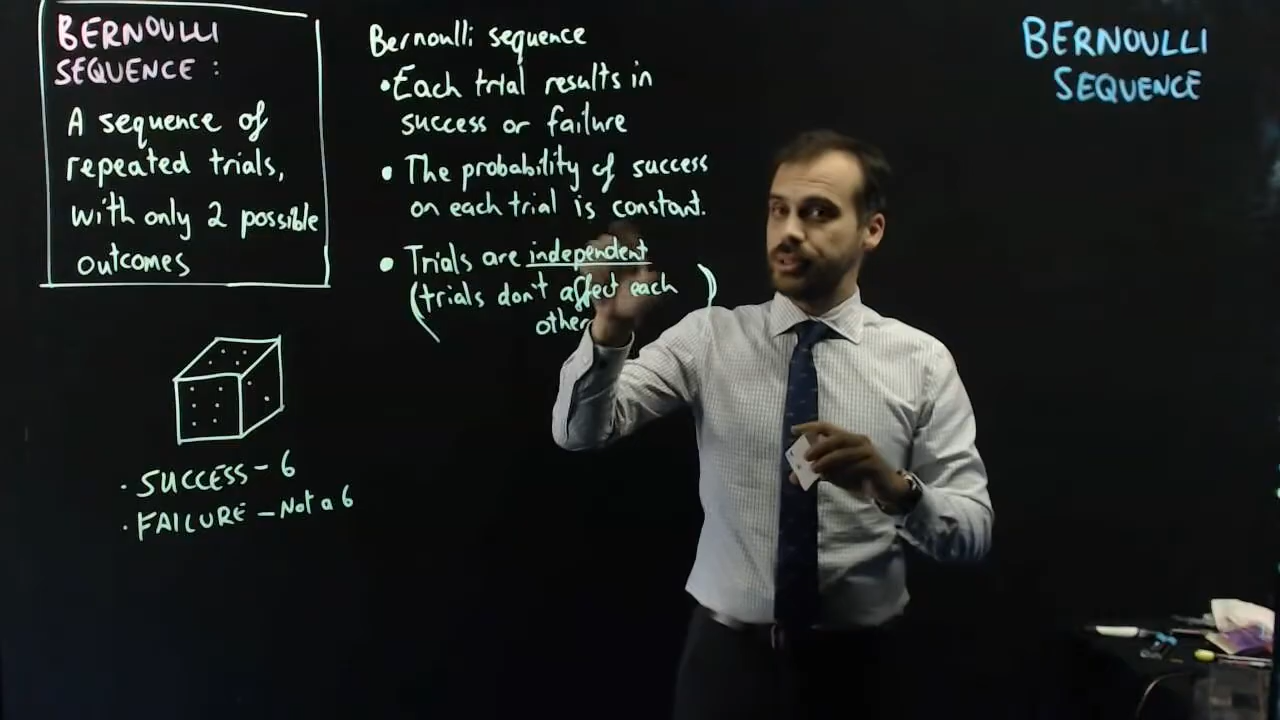 BERNOULLI
SEQUENCE :
A sequence of
repeated trials,
with only 2 possible
outcomes
Bernoulli sequence
• Each trial results in
success or failure
• The probability of success
on each trial is constant.
• Trials are independent
(trials don't affect each
other
BERNOULLI
SEQUENCE
· SUCCESS - 6
· FAILURE - Not a 6